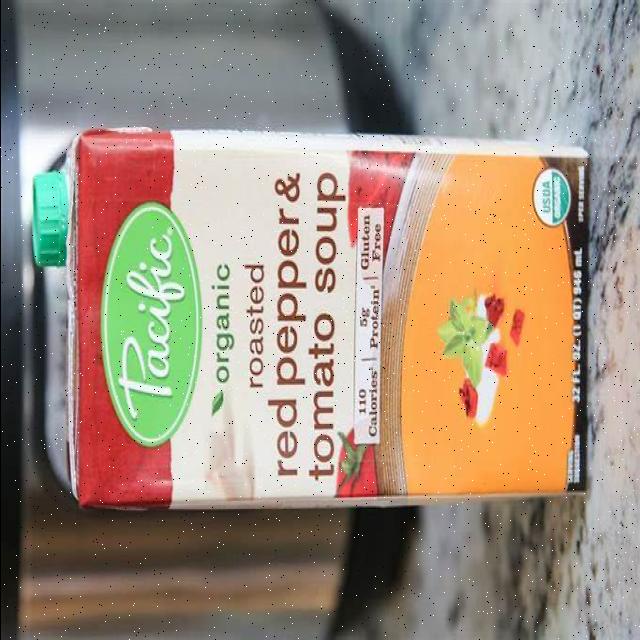 Pacific
organic
roasted
red pepper &
tomato soup
110
Calories
5g
Protein
Gluten
Free
USDA
ORGANIC
32 FL. OZ. (1 QT) 946 mL